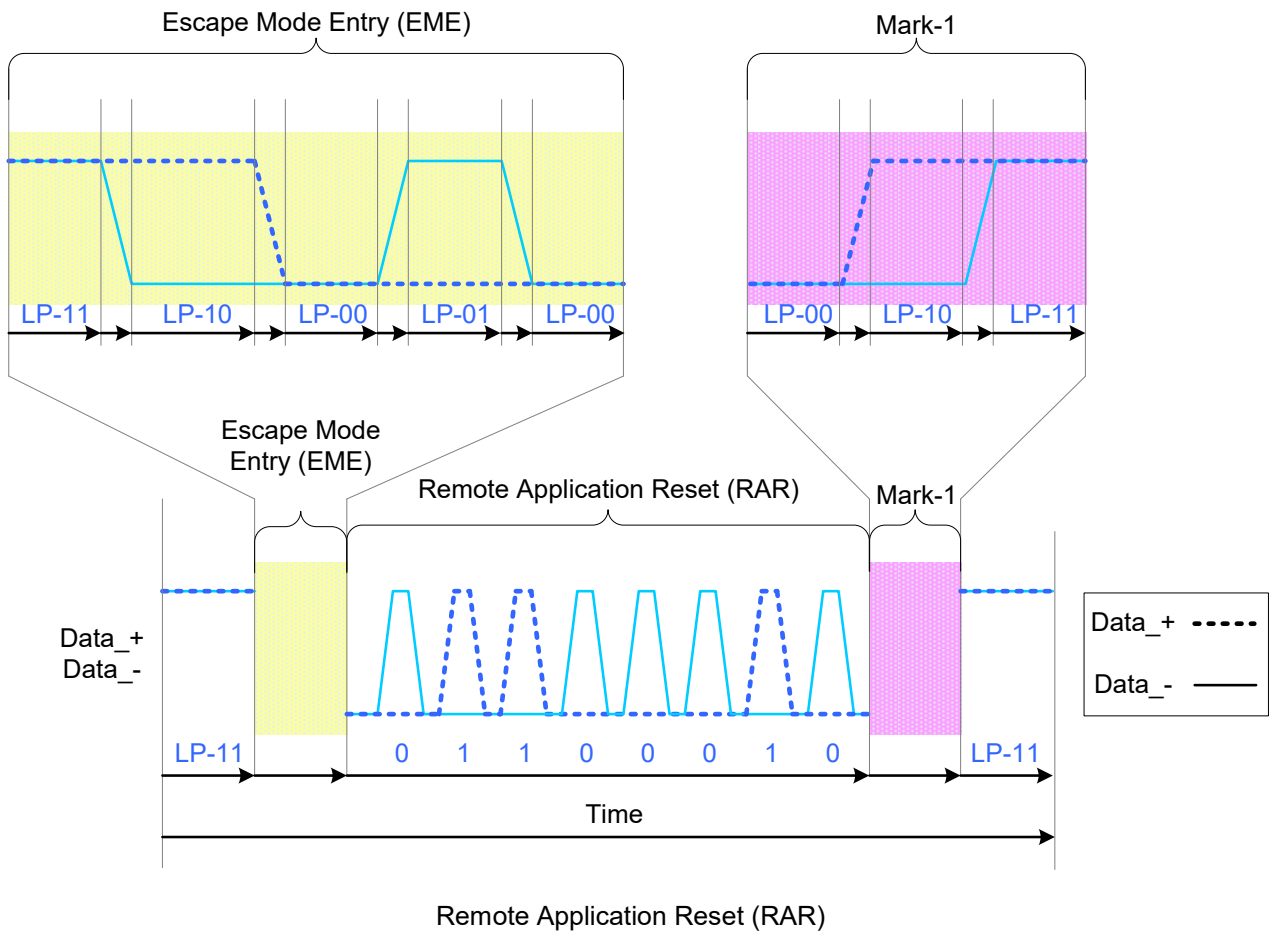 Escape Mode Entry (EME)
Mark-1
LP-11 LP-10 LP-00 LP-01 LP-00
LP-00 LP-10 LP-11
Escape Mode
Entry (EME)
Remote Application Reset (RAR)
Mark-1
Data_+
Data_-
Data_+
Data_-
LP-11 0 1 1 0 0 0 1 0 LP-11
Time
Remote Application Reset (RAR)